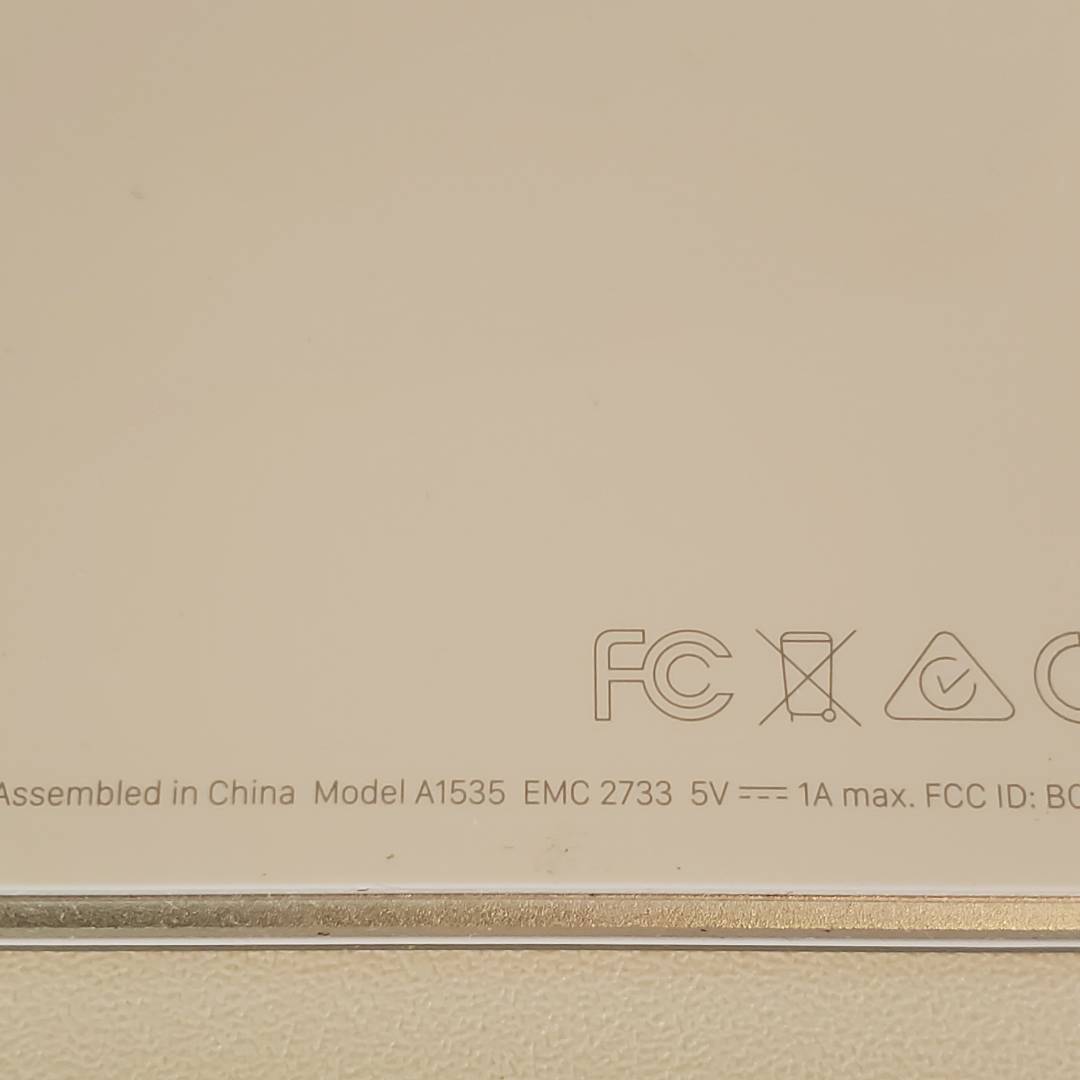 FC
Assembled in China Model A1535 EMC 2733 5V ⎓ 1A max. FCC ID: BC